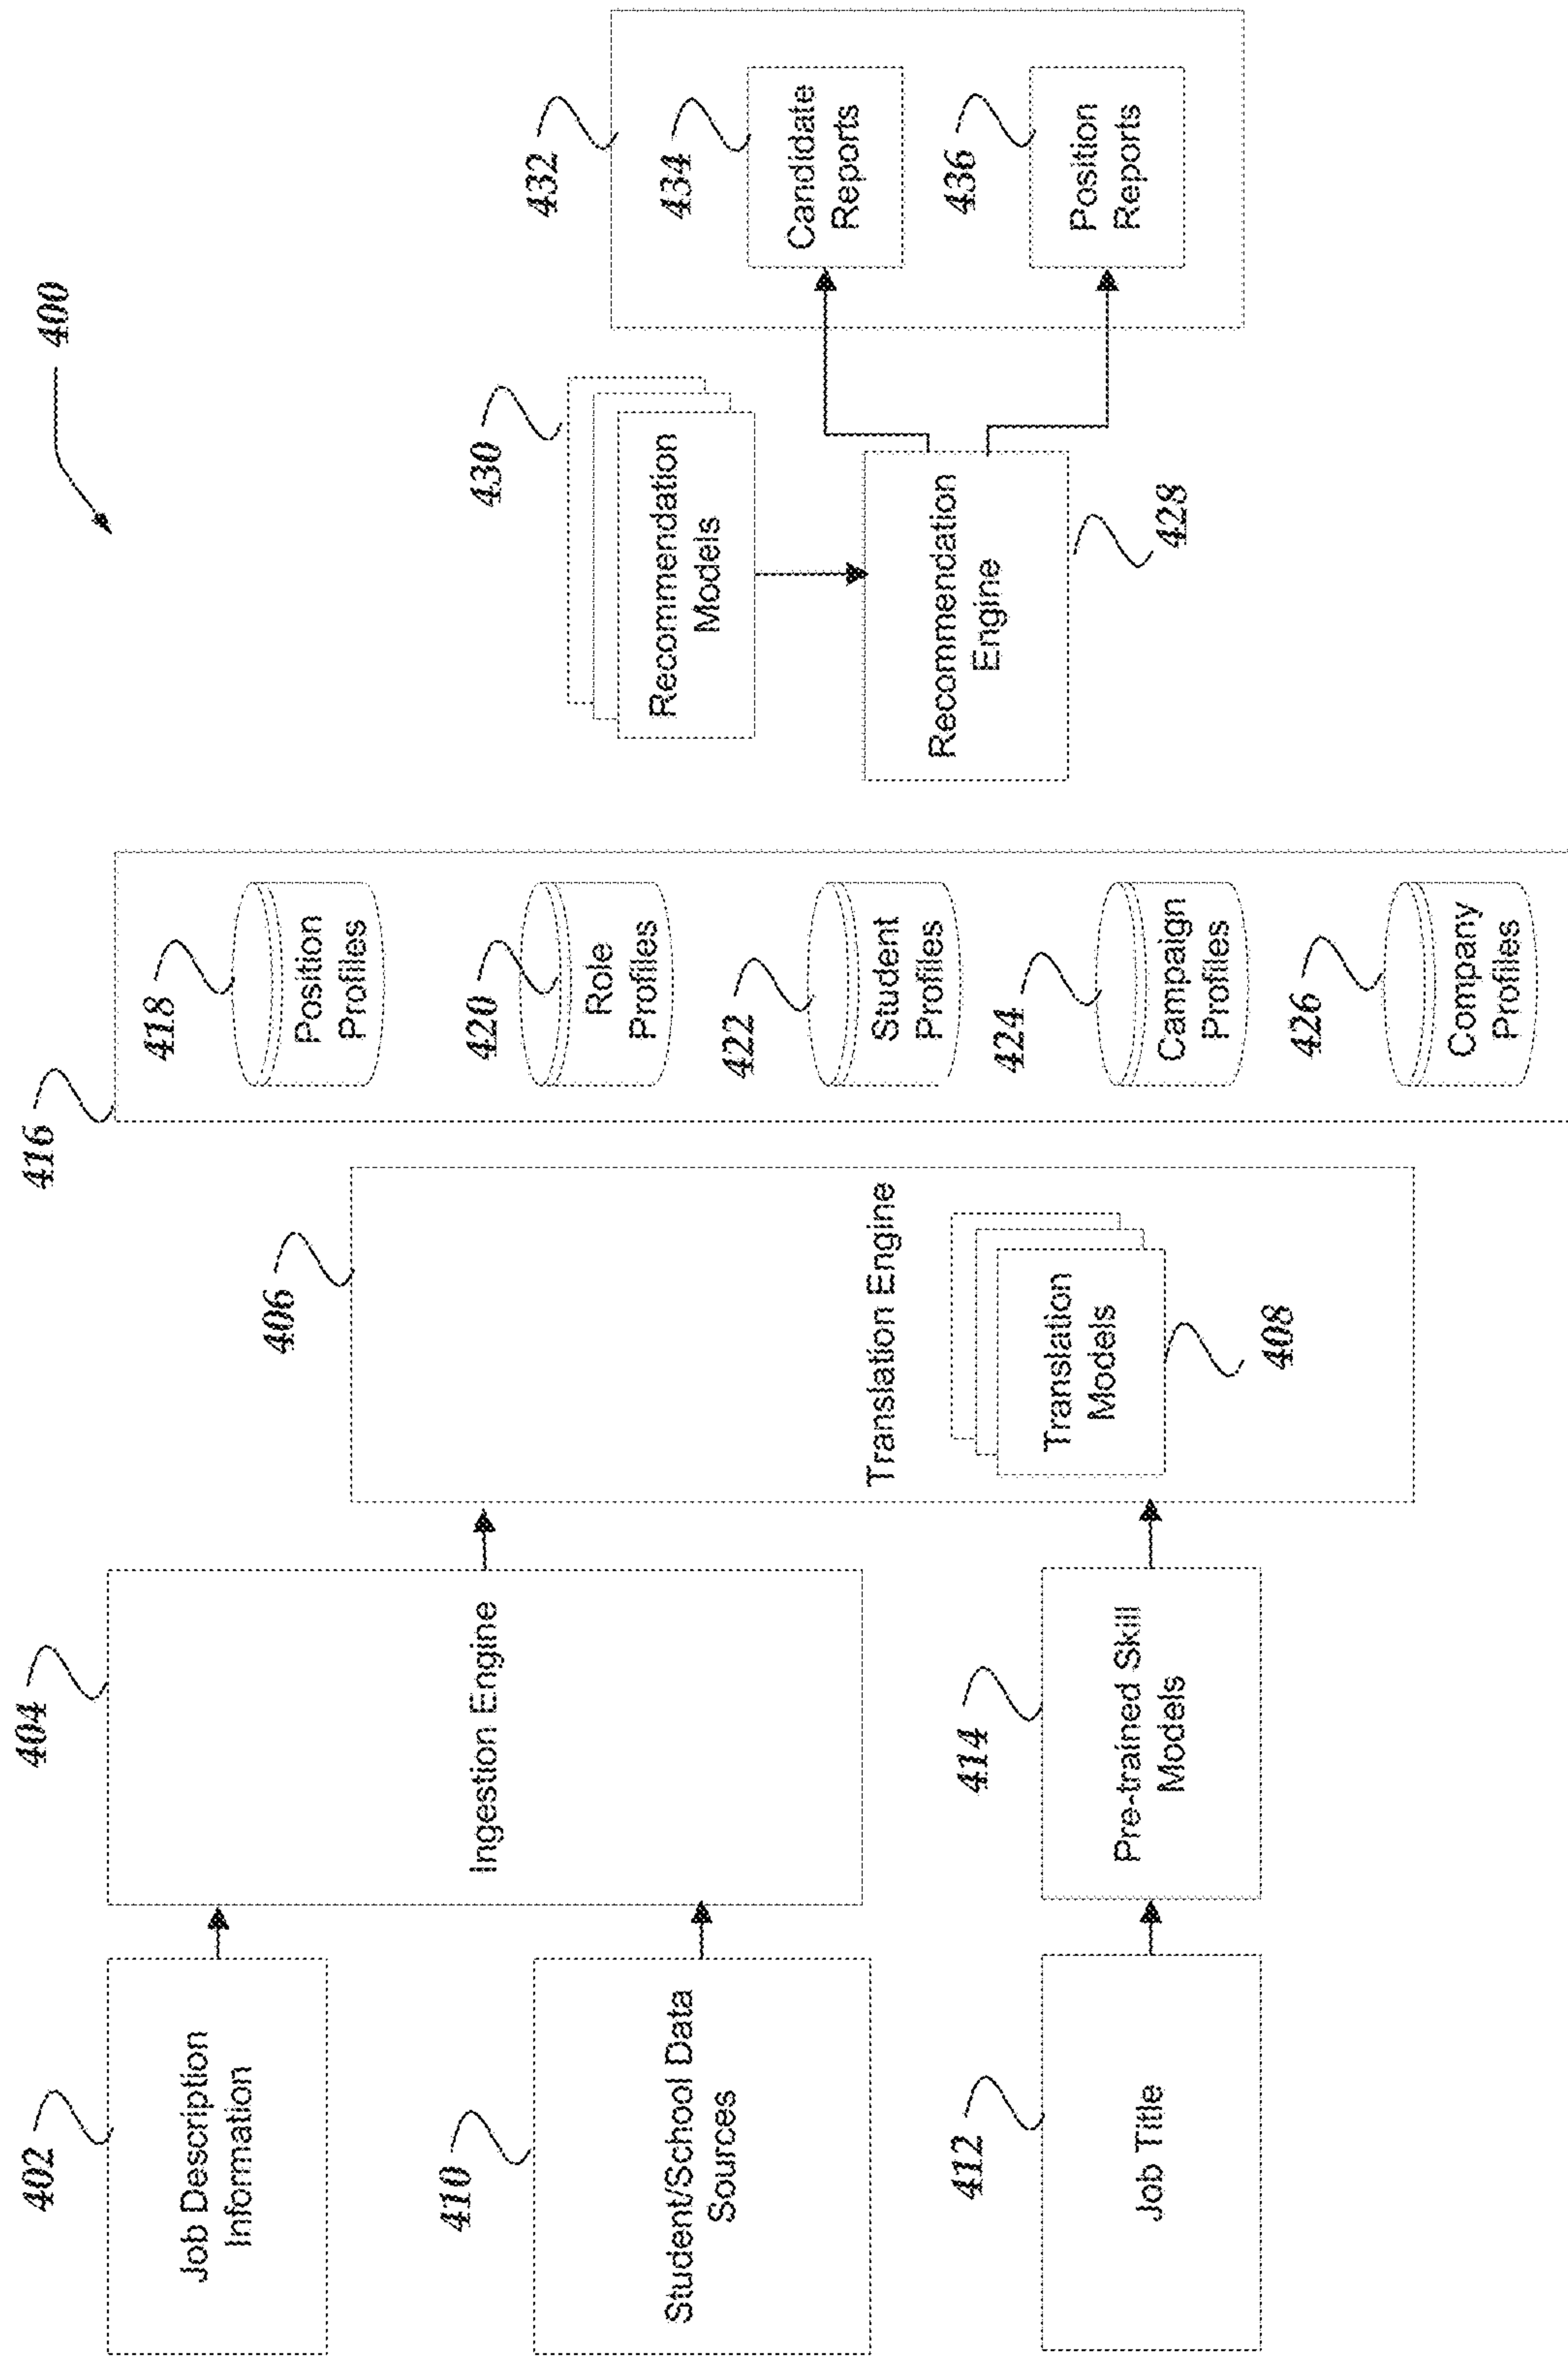 400
402
Job Description
Information
404
Ingestion Engine
410
Student/School Data
Sources
412
Job Title
414
Pre-trained Skill
Models
406
Translation Engine
Translation
Models
408
416
418
Position
Profiles
420
Role
Profiles
422
Student
Profiles
424
Campaign
Profiles
426
Company
Profiles
430
Recommendation
Models
Recommendation
Engine
428
432
434
Candidate
Reports
436
Position
Reports